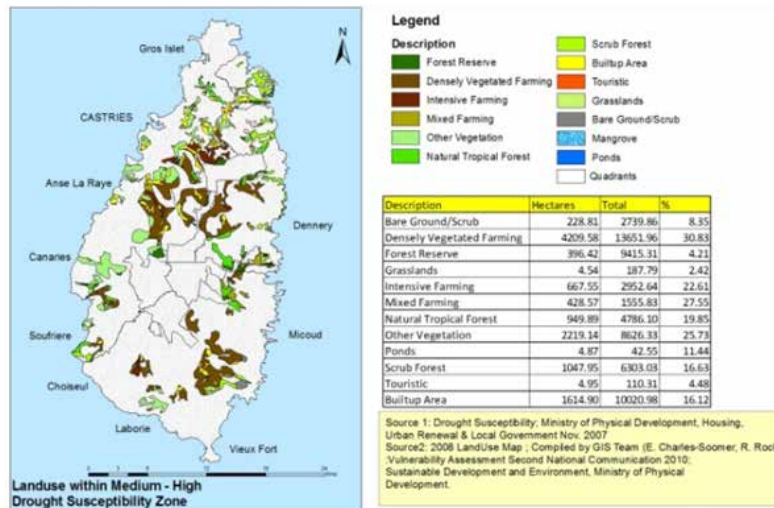 Gros Islet
N
CASTRIES
Anse La Raye
Dennery
Canaries
Soufriere
Micoud
Choiseul
Laborie
Vieux Fort
Landuse within Medium - High
Drought Susceptibility Zone
Legend
Description
Forest Reserve
Densely Vegetated Farming
Intensive Farming
Mixed Farming
Other Vegetation
Natural Tropical Forest
Scrub Forest
Builtup Area
Touristic
Grasslands
Bare Ground/Scrub
Mangrove
Ponds
Quadrants
Description Hectares Total %
Bare Ground/Scrub 228.81 2739.86 8.35
Densely Vegetated Farming 4209.58 13651.96 30.83
Forest Reserve 396.42 9415.31 4.21
Grasslands 4.54 187.79 2.42
Intensive Farming 667.55 2952.64 22.61
Mixed Farming 428.57 1555.83 27.55
Natural Tropical Forest 949.89 4786.10 19.85
Other Vegetation 2219.14 8626.33 25.73
Ponds 4.87 42.55 11.44
Scrub Forest 1047.95 6303.03 16.63
Touristic 4.95 110.31 4.48
Builtup Area 1614.90 10020.98 16.12
Source 1: Drought Susceptibility; Ministry of Physical Development, Housing,
Urban Renewal & Local Government Nov. 2007
Source2: 2008 LandUse Map ; Compiled by GIS Team (E. Charles-Soomer, R. Roc
Vulnerability Assessment Second National Communication 2010;
Sustainable Development and Environment, Ministry of Physical
Development.